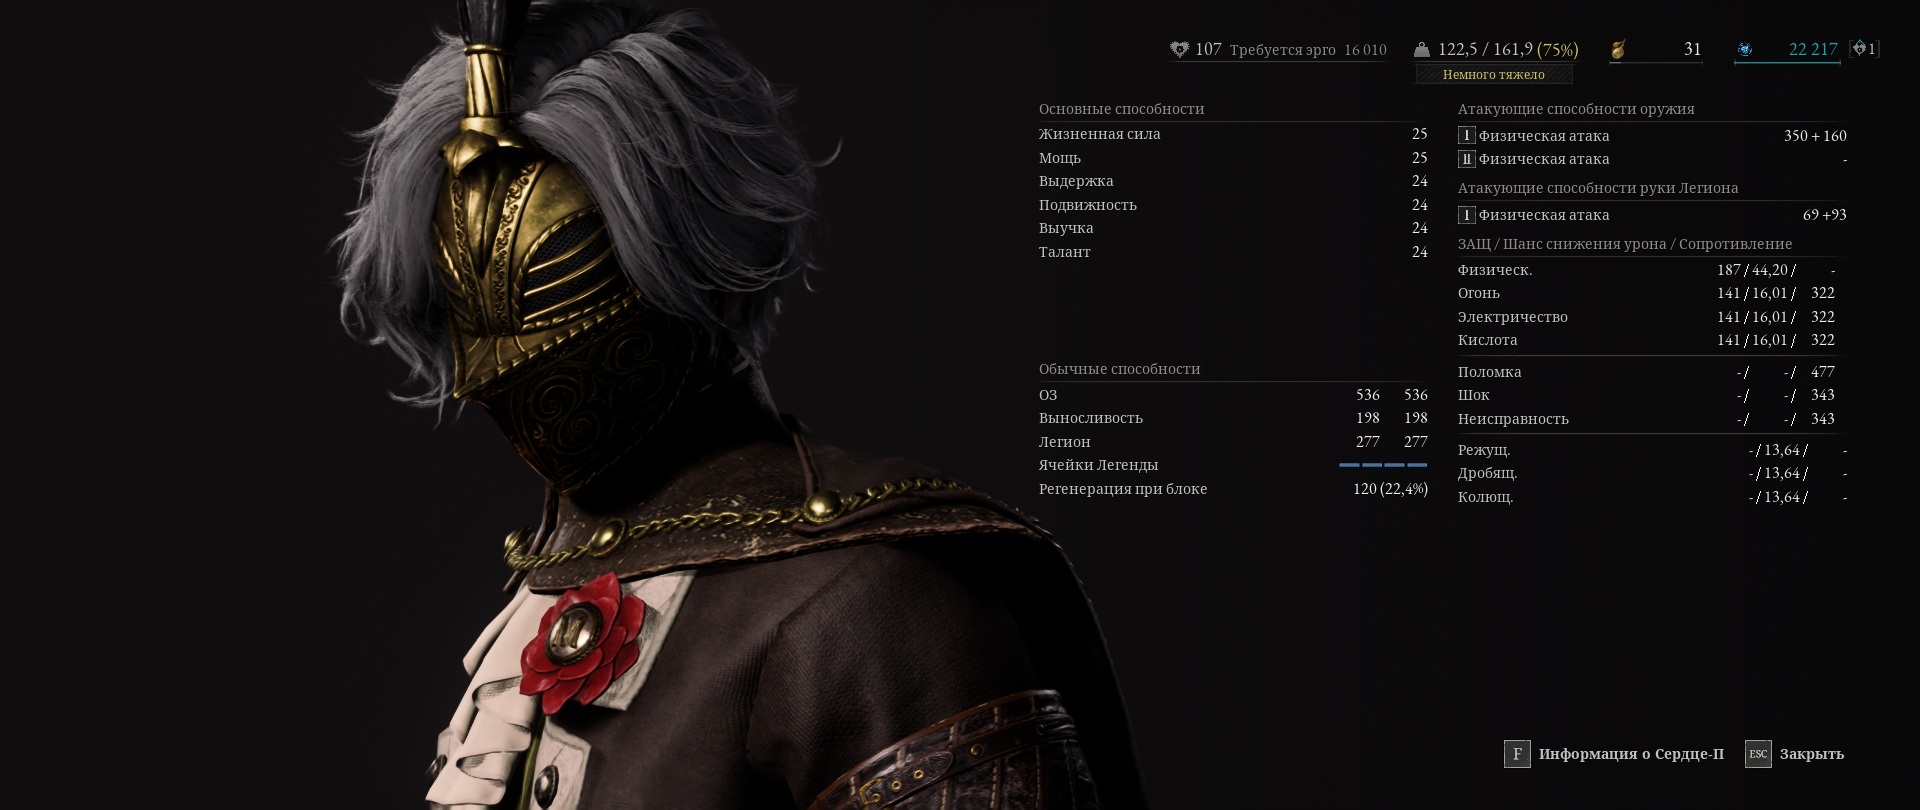 107 Требуется эрго 16 010 122,5 / 161,9 (75%) 31 22 217 1
Немного тяжело
Основные способности
Жизненная сила 25
Мощь 25
Выдержка 24
Подвижность 24
Выучка 24
Талант 24
Обычные способности
ОЗ 536 536
Выносливость 198 198
Легион 277 277
Ячейки Легенды
Регенерация при блоке 120 (22,4%)
Атакующие способности оружия
I Физическая атака 350 + 160
II Физическая атака -
Атакующие способности руки Легиона
I Физическая атака 69 +93
ЗАЩ / Шанс снижения урона / Сопротивление
Физическ. 187 / 44,20 / -
Огонь 141 / 16,01 / 322
Электричество 141 / 16,01 / 322
Кислота 141 / 16,01 / 322
Поломка - / - / 477
Шок - / - / 343
Неисправность - / - / 343
Режущ. - / 13,64 / -
Дробящ. - / 13,64 / -
Колющ. - / 13,64 / -
F Информация о Сердце-П ESC Закрыть